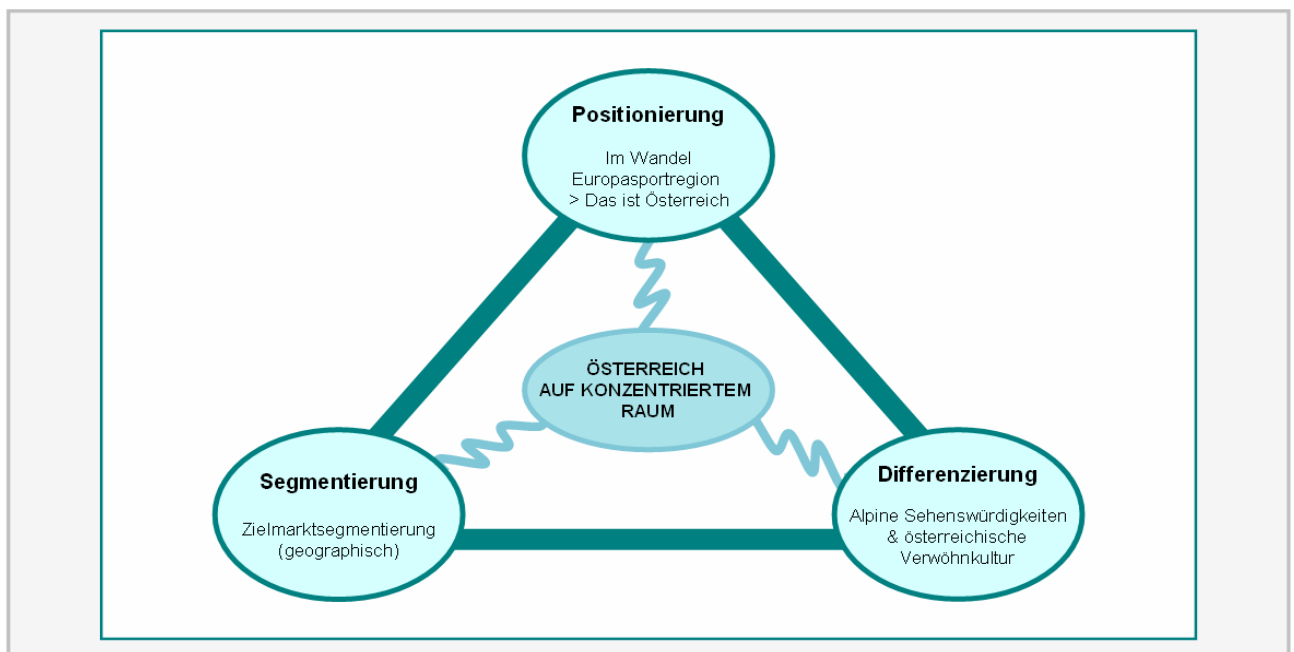 Positionierung
Im Wandel
Europasportregion
> Das ist Österreich
ÖSTERREICH
AUF KONZENTRIERTEM
RAUM
Segmentierung
Zielmarktsegmentierung
(geographisch)
Differenzierung
Alpine Sehenswürdigkeiten
& österreichische
Verwöhnkultur